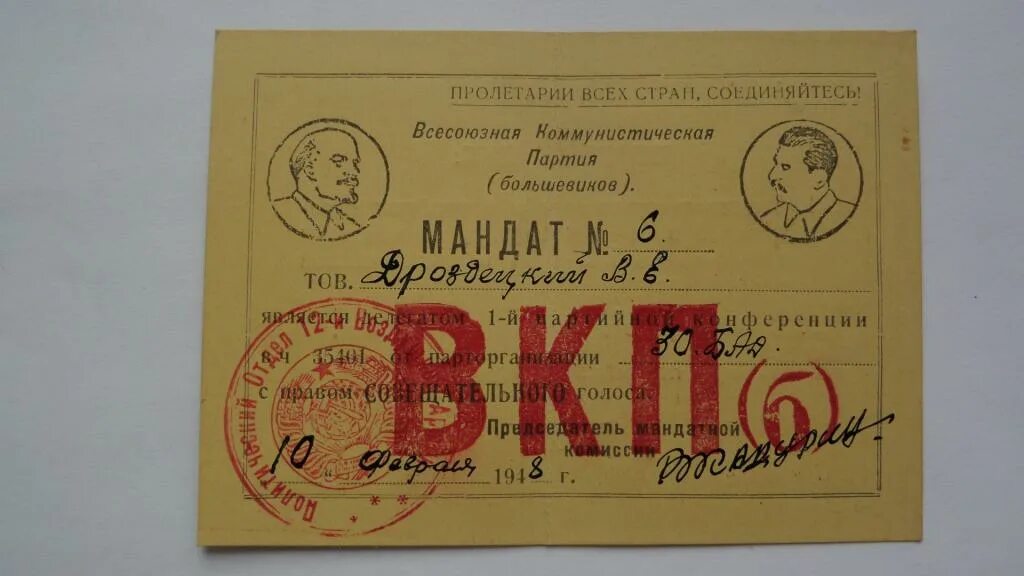 ПРОЛЕТАРИИ ВСЕХ СТРАН, СОЕДИНЯЙТЕСЬ!
Всесоюзная Коммунистическая
Партия
(большевиков).
МАНДАТ № 6.
ТОВ. Дроздецкий В. Е.
является делегатом 1-й партийной конференции
в.ч 35401 от парторганизации 30. БАД.
с правом СОВЕЩАТЕЛЬНОГО голоса.
ВКП (б)
Председатель мандатной
комиссии
10 февраля 1948 г.
Политический Отдел 12-й Возд